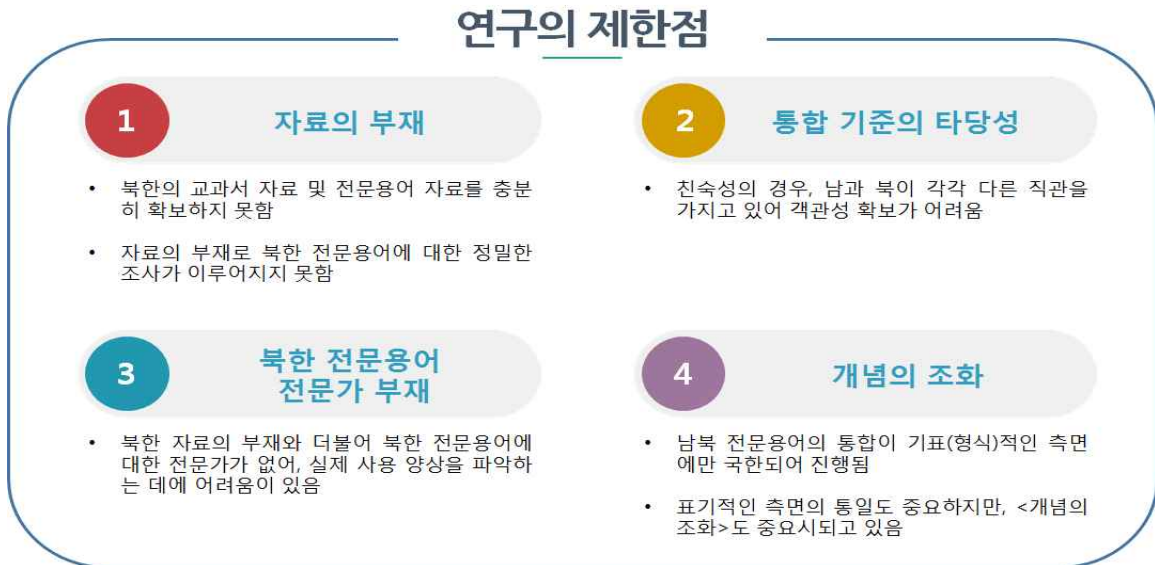 연구의 제한점
1
자료의 부재
• 북한의 교과서 자료 및 전문용어 자료를 충분
히 확보하지 못함
• 자료의 부재로 북한 전문용어에 대한 정밀한
조사가 이루어지지 못함
2
통합 기준의 타당성
• 친숙성의 경우, 남과 북이 각각 다른 직관을
가지고 있어 객관성 확보가 어려움
3
북한 전문용어
전문가 부재
• 북한 자료의 부재와 더불어 북한 전문용어에
대한 전문가가 없어, 실제 사용 양상을 파악하
는 데에 어려움이 있음
4
개념의 조화
• 남북 전문용어의 통합이 기표(형식)적인 측면
에만 국한되어 진행됨
• 표기적인 측면의 통일도 중요하지만, <개념의
조화>도 중요시되고 있음